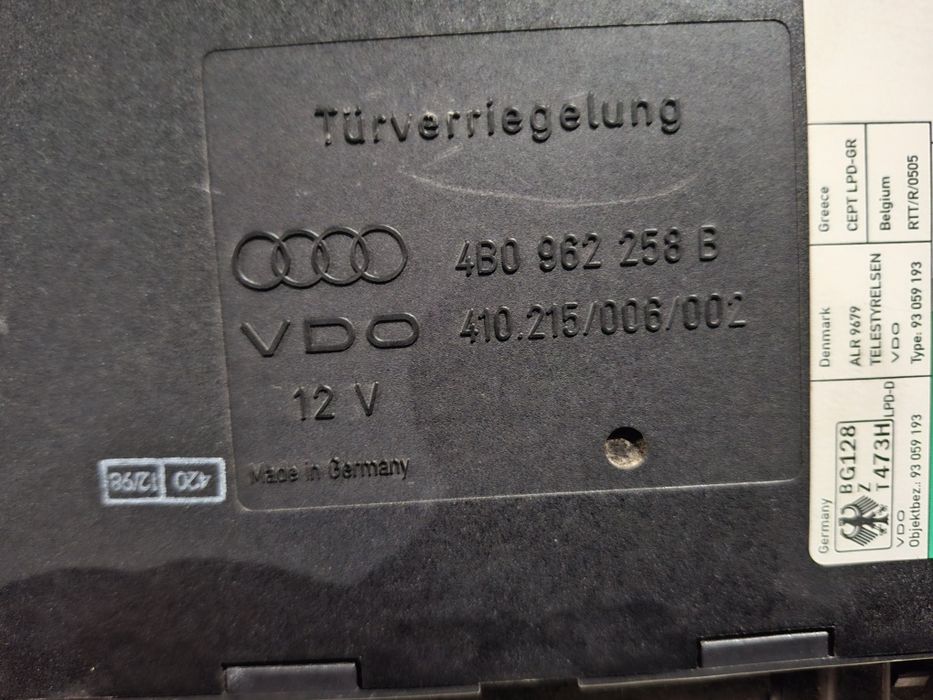 Türverriegelung
4B0 962 258 B
VDO
410.215/006/002
12 V
Made in Germany
420
12/98
Greece
CEPT LPD-GR
Belgium
RTT/R/0505
Denmark
ALR 9679
TELESTYRELSEN
VDO
Type: 93 059 193
Germany
BG128
Z
T473H
LPD-D
VDO
Objektbez.: 93 059 193